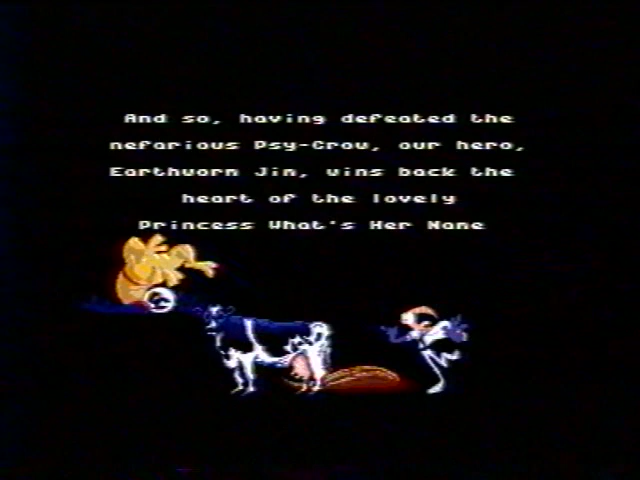 And so, having defeated the
nefarious Psy-Crow, our hero,
Earthworm Jim, wins back the
heart of the lovely
Princess What's Her Name